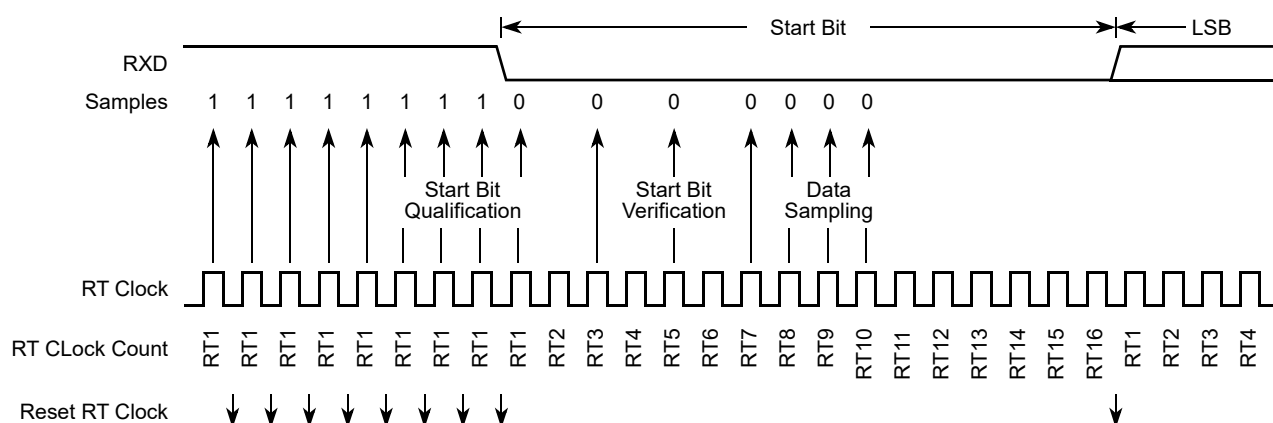 Start Bit LSB
RXD
Samples 1 1 1 1 1 1 1 1 0 0 0 0 0 0 0
Start Bit Qualification
Start Bit Verification
Data Sampling
RT Clock
RT CLock Count RT1 RT1 RT1 RT1 RT1 RT1 RT1 RT1 RT1 RT2 RT3 RT4 RT5 RT6 RT7 RT8 RT9 RT10 RT11 RT12 RT13 RT14 RT15 RT16 RT1 RT2 RT3 RT4
Reset RT Clock